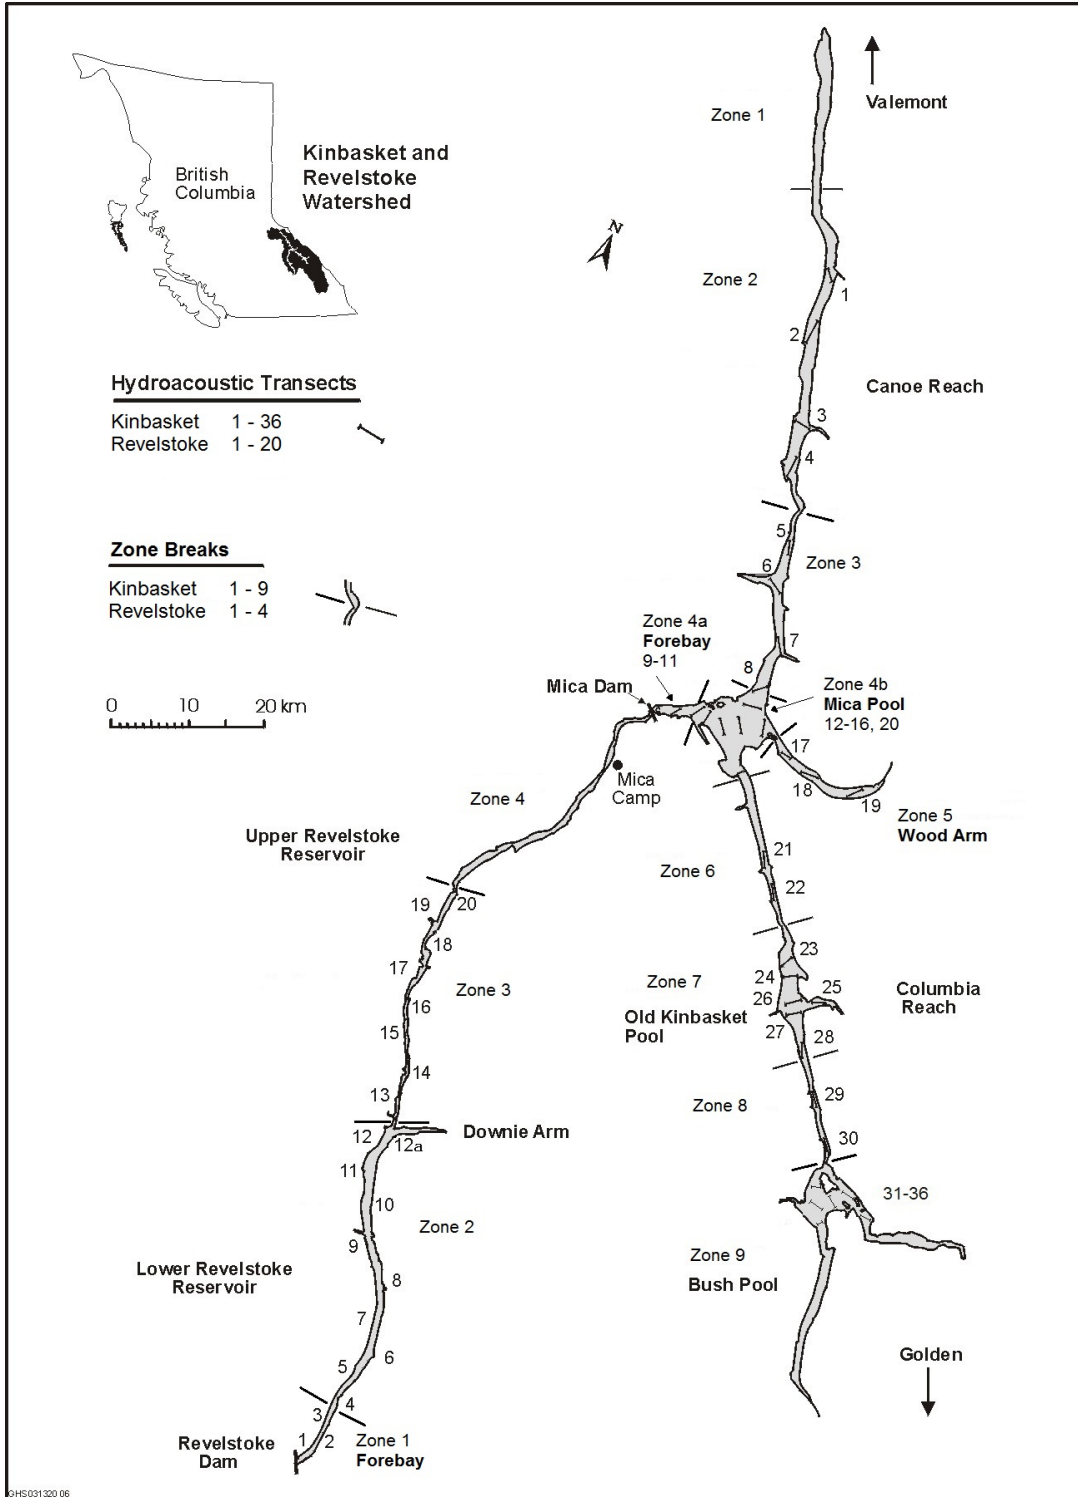 Valemont
Zone 1
British
Columbia
Kinbasket and
Revelstoke
Watershed
N
Zone 2
1
2
Hydroacoustic Transects
Canoe Reach
Kinbasket 1 - 36
Revelstoke 1 - 20
3
4
5
Zone Breaks
Zone 3
6
Kinbasket 1 - 9
Revelstoke 1 - 4
Zone 4a
Forebay
9-11
7
8
Mica Dam
Zone 4b
Mica Pool
12-16, 20
0 10 20 km
17
18
19
Mica
Camp
Zone 4
Zone 5
Wood Arm
Upper Revelstoke
Reservoir
21
Zone 6
22
19
20
18
17
23
24
Zone 7
25
26
Old Kinbasket
Pool
Columbia
Reach
Zone 3
16
15
27
28
14
13
29
Zone 8
12
12a
Downie Arm
30
11
10
31-36
Zone 2
9
Zone 9
Bush Pool
Lower Revelstoke
Reservoir
8
7
6
5
Golden
4
3
Revelstoke
Dam
1
2
Zone 1
Forebay
GHS031320 06